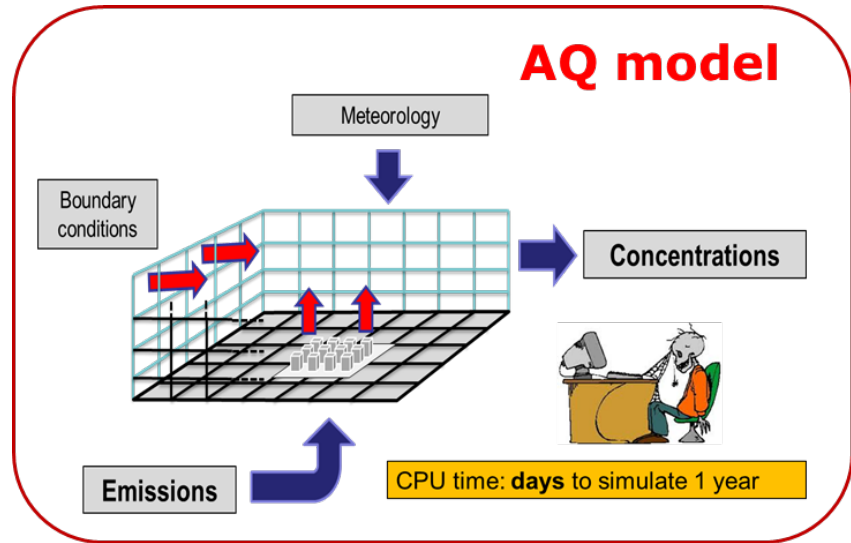 AQ model
Meteorology
Boundary
conditions
Concentrations
Emissions
CPU time: days to simulate 1 year